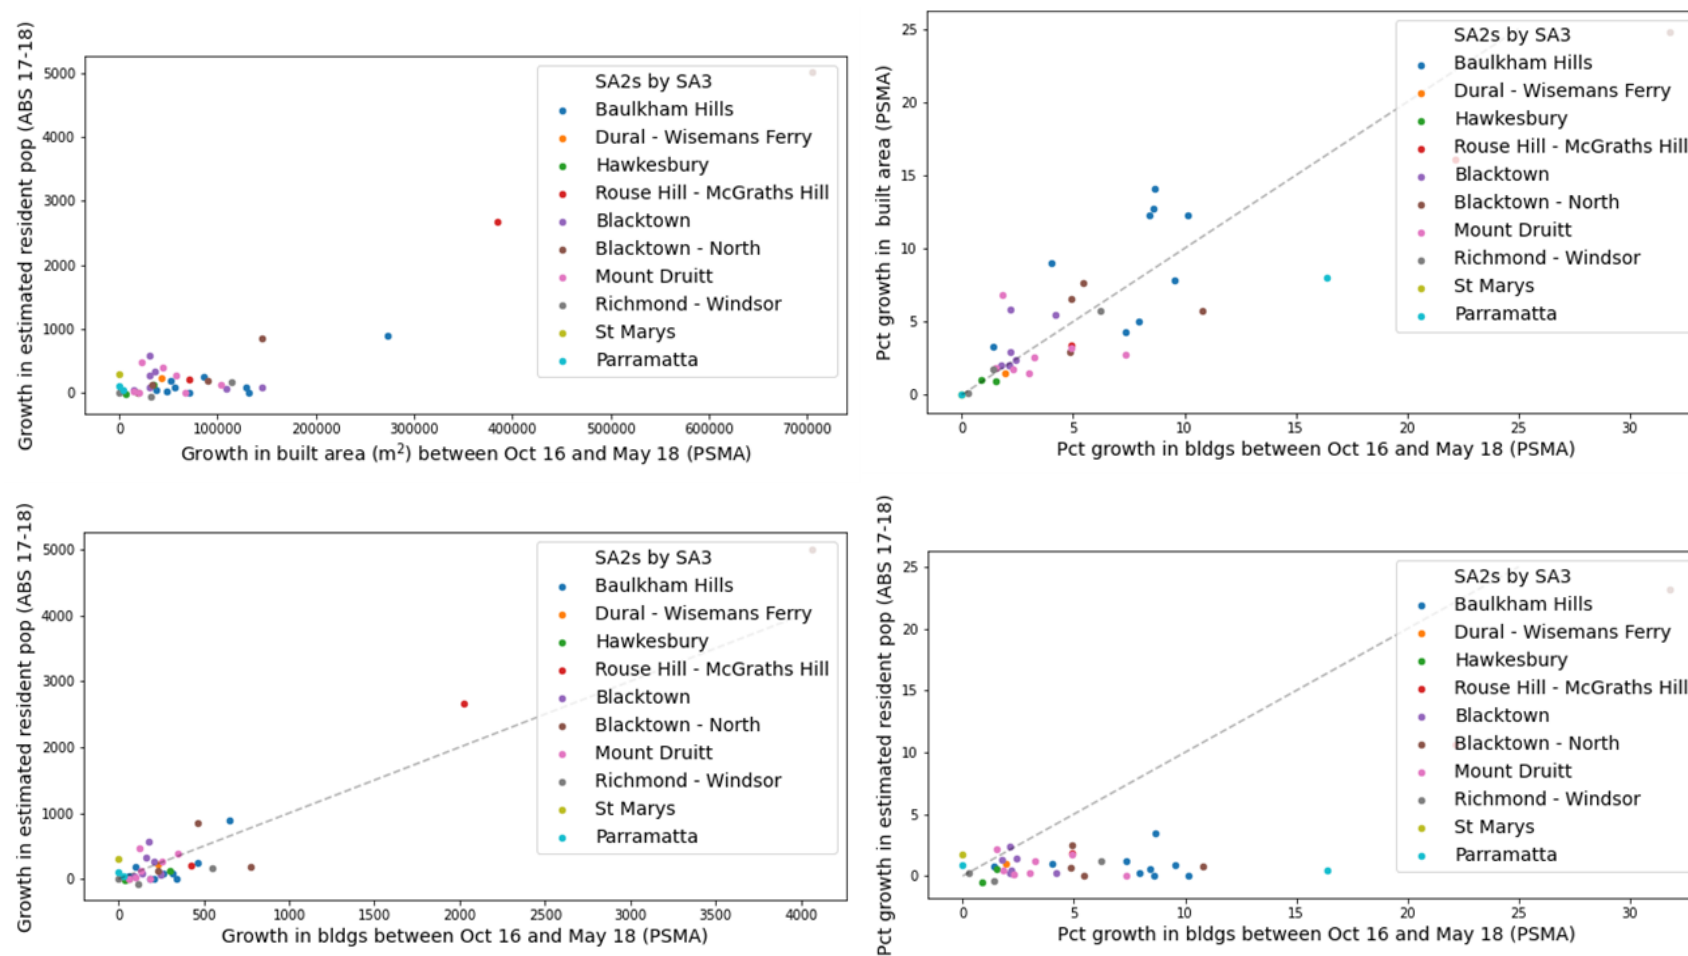 Growth in estimated resident pop (ABS 17-18)
5000
4000
3000
2000
1000
0
SA2s by SA3
Baulkham Hills
Dural - Wisemans Ferry
Hawkesbury
Rouse Hill - McGraths Hill
Blacktown
Blacktown - North
Mount Druitt
Richmond - Windsor
St Marys
Parramatta
0 100000 200000 300000 400000 500000 600000 700000
Growth in built area (m²) between Oct 16 and May 18 (PSMA)
Pct growth in  built area (PSMA)
25
20
15
10
5
0
SA2s by SA3
Baulkham Hills
Dural - Wisemans Ferry
Hawkesbury
Rouse Hill - McGraths Hill
Blacktown
Blacktown - North
Mount Druitt
Richmond - Windsor
St Marys
Parramatta
0 5 10 15 20 25 30
Pct growth in bldgs between Oct 16 and May 18 (PSMA)
Growth in estimated resident pop (ABS 17-18)
5000
4000
3000
2000
1000
0
SA2s by SA3
Baulkham Hills
Dural - Wisemans Ferry
Hawkesbury
Rouse Hill - McGraths Hill
Blacktown
Blacktown - North
Mount Druitt
Richmond - Windsor
St Marys
Parramatta
0 500 1000 1500 2000 2500 3000 3500 4000
Growth in bldgs between Oct 16 and May 18 (PSMA)
Pct growth in estimated resident pop (ABS 17-18)
25
20
15
10
5
0
SA2s by SA3
Baulkham Hills
Dural - Wisemans Ferry
Hawkesbury
Rouse Hill - McGraths Hill
Blacktown
Blacktown - North
Mount Druitt
Richmond - Windsor
St Marys
Parramatta
0 5 10 15 20 25 30
Pct growth in bldgs between Oct 16 and May 18 (PSMA)